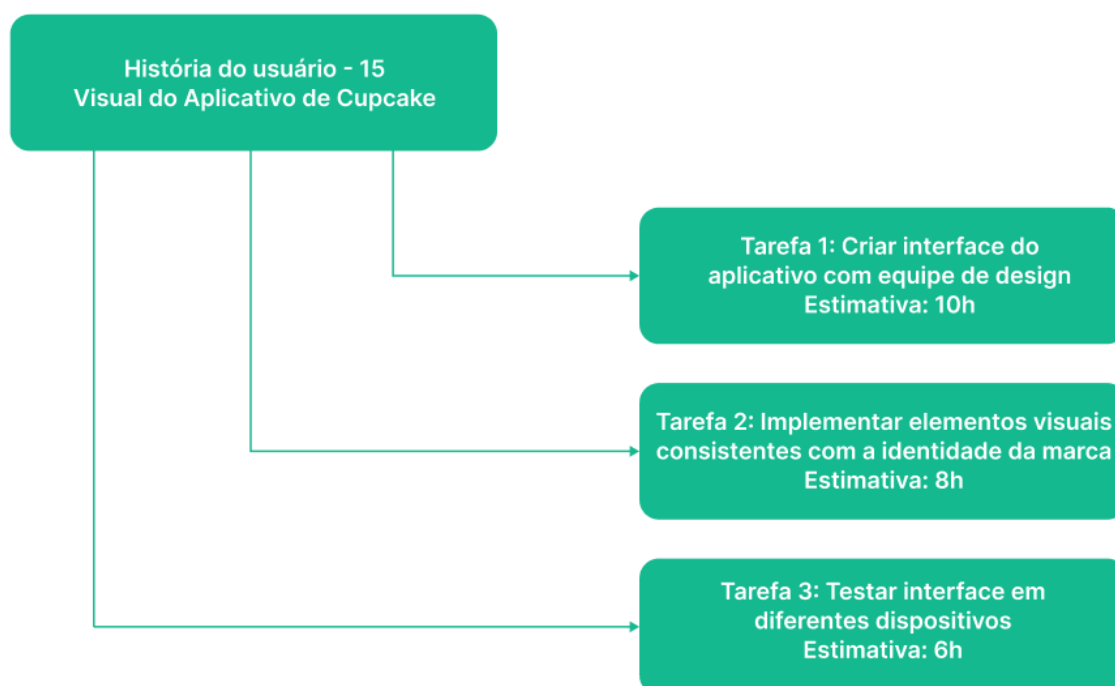 História do usuário - 15
Visual do Aplicativo de Cupcake
Tarefa 1: Criar interface do
aplicativo com equipe de design
Estimativa: 10h
Tarefa 2: Implementar elementos visuais
consistentes com a identidade da marca
Estimativa: 8h
Tarefa 3: Testar interface em
diferentes dispositivos
Estimativa: 6h